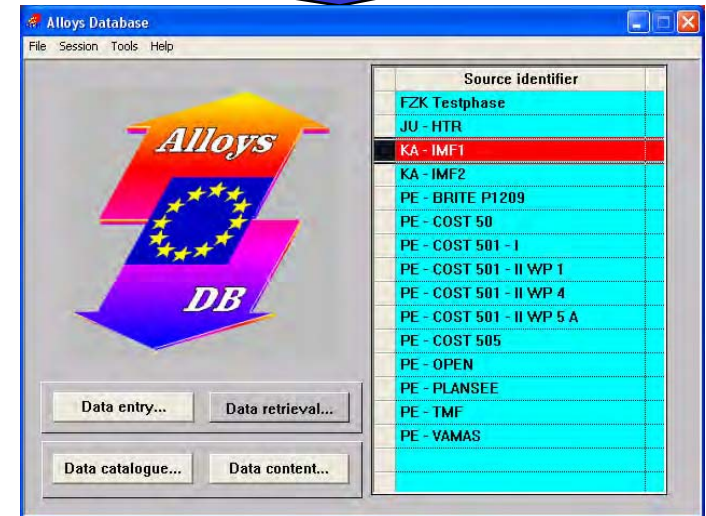 Alloys Database
File Session Tools Help
Alloys
DB
Data entry...
Data retrieval...
Data catalogue...
Data content...
Source identifier
FZK Testphase
JU - HTR
KA - IMF1
KA - IMF2
PE - BRITE P1209
PE - COST 50
PE - COST 501 - I
PE - COST 501 - II WP 1
PE - COST 501 - II WP 4
PE - COST 501 - II WP 5 A
PE - COST 505
PE - OPEN
PE - PLANSEE
PE - TMF
PE - VAMAS